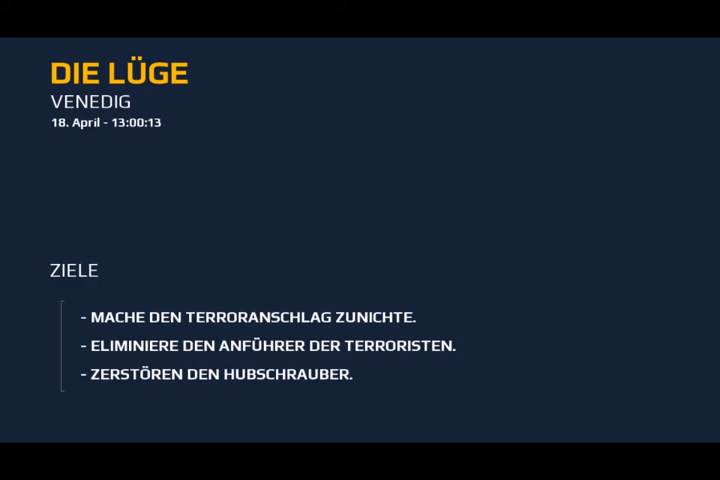 DIE LÜGE
VENEDIG
18. April - 13:00:13
ZIELE
- MACHE DEN TERRORANSCHLAG ZUNICHTE.
- ELIMINIERE DEN ANFÜHRER DER TERRORISTEN.
- ZERSTÖREN DEN HUBSCHRAUBER.